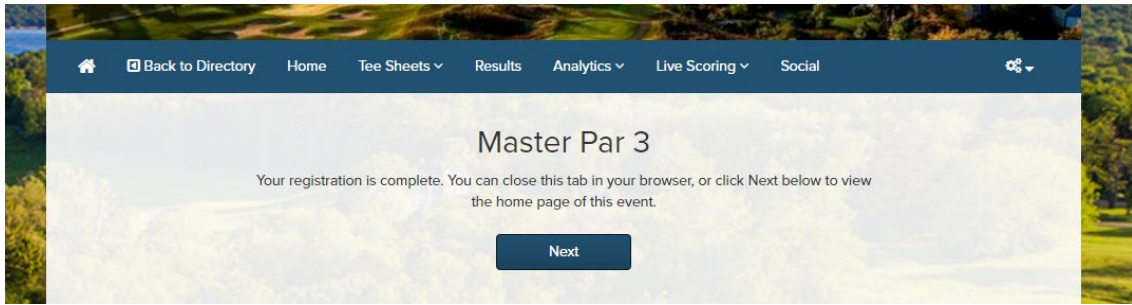 Back to Directory Home Tee Sheets Results Analytics Live Scoring Social
Master Par 3
Your registration is complete. You can close this tab in your browser, or click Next below to view
the home page of this event.
Next